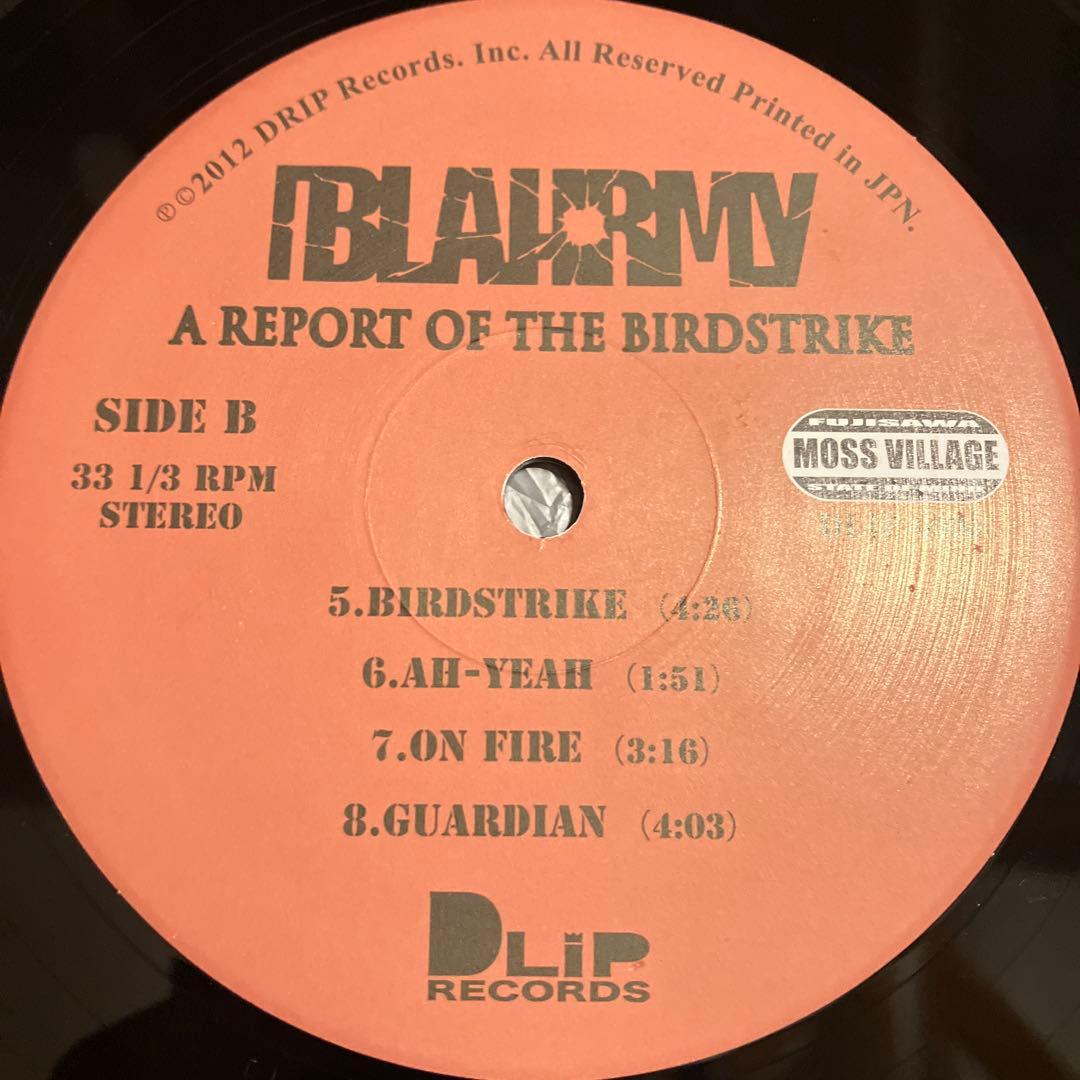 ℗©2012 DRIP Records. Inc. All Reserved Printed in JPN.
BLAHRMY
A REPORT OF THE BIRDSTRIKE
SIDE B
33 1/3 RPM
STEREO
FUJISAWA
MOSS VILLAGE
STATE
5.BIRDSTRIKE (4:26)
6.AH-YEAH (1:51)
7.ON FIRE (3:16)
8.GUARDIAN (4:03)
DLiP
RECORDS